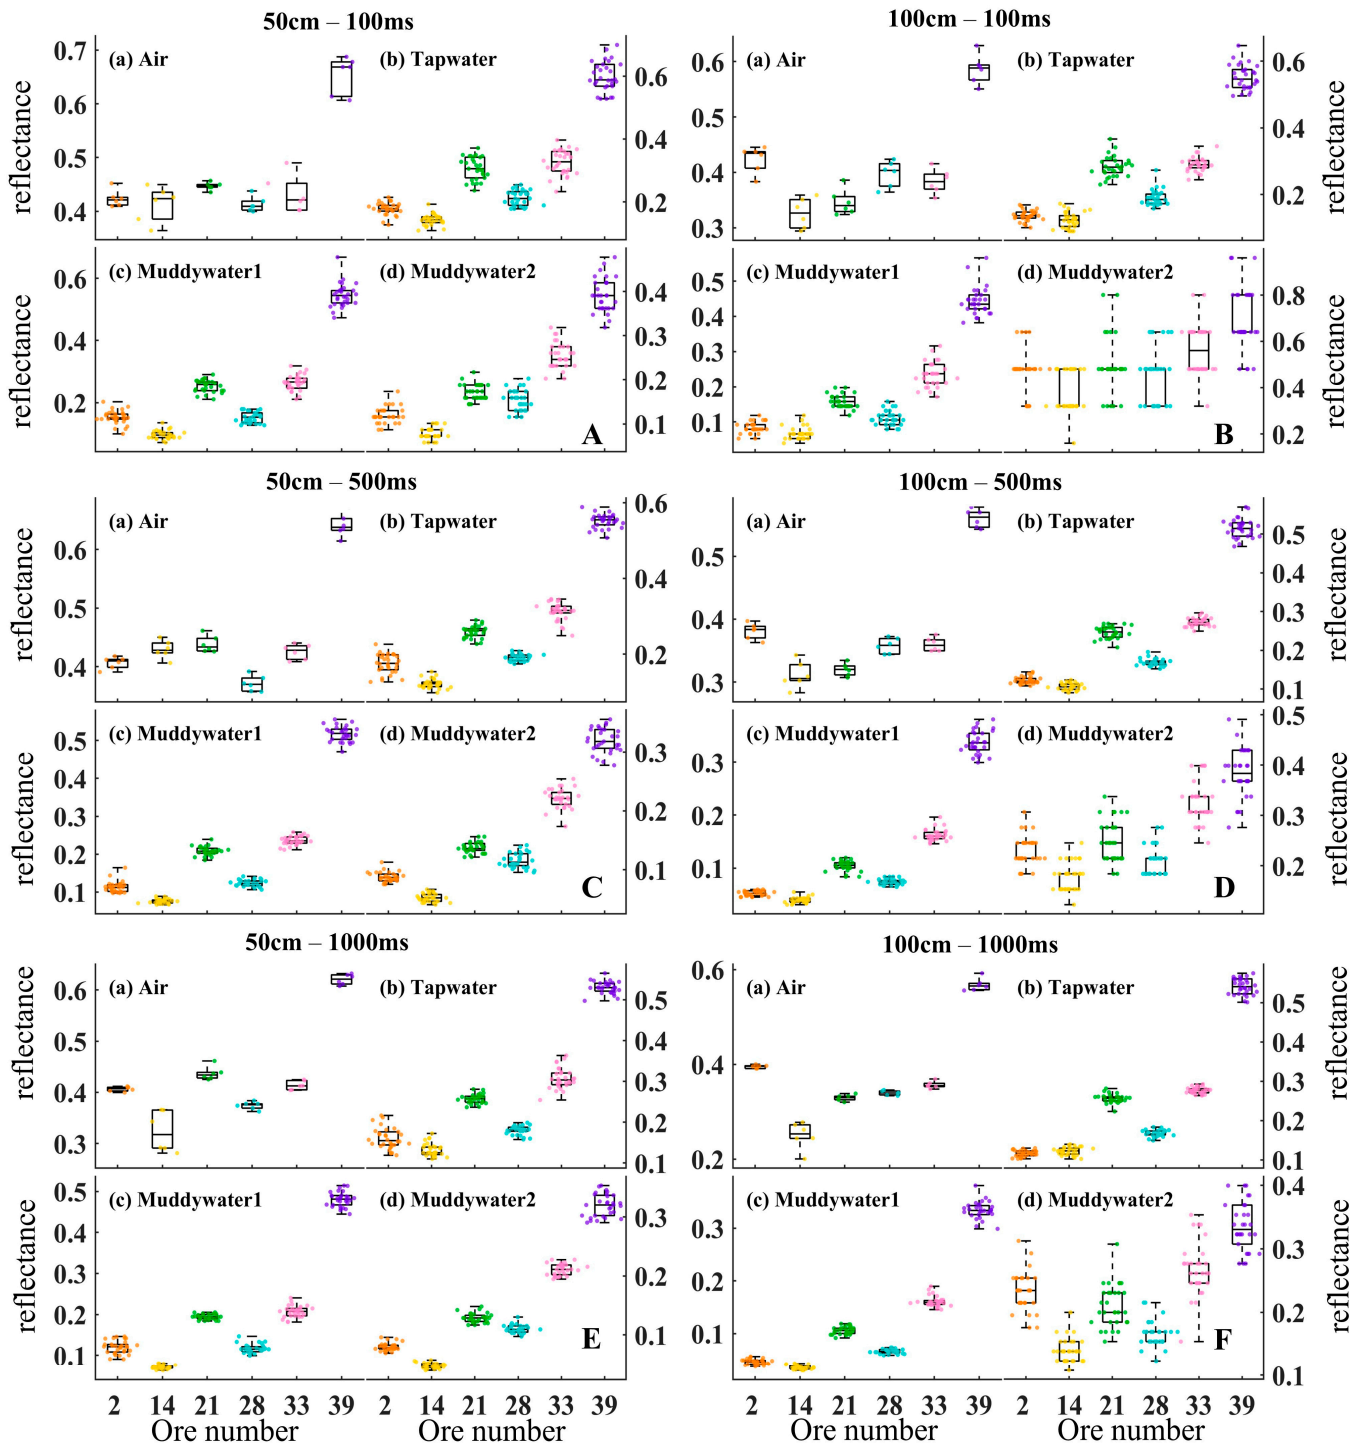 50cm – 100ms
(a) Air
(b) Tapwater
0.7
0.6
0.5
0.4
0.6
0.4
0.2
reflectance
(c) Muddywater1
(d) Muddywater2
0.6
0.4
0.2
0.4
0.3
0.2
0.1
reflectance
A
100cm – 100ms
(a) Air
(b) Tapwater
0.6
0.5
0.4
0.3
0.6
0.4
0.2
reflectance
(c) Muddywater1
(d) Muddywater2
0.5
0.4
0.3
0.2
0.1
0.8
0.6
0.4
0.2
reflectance
B
50cm – 500ms
(a) Air
(b) Tapwater
0.6
0.5
0.4
0.6
0.4
0.2
reflectance
(c) Muddywater1
(d) Muddywater2
0.5
0.4
0.3
0.2
0.1
0.3
0.2
0.1
reflectance
C
100cm – 500ms
(a) Air
(b) Tapwater
0.5
0.4
0.3
0.5
0.3
0.2
0.1
reflectance
(c) Muddywater1
(d) Muddywater2
0.3
0.2
0.1
0.5
0.4
0.3
0.2
reflectance
D
50cm – 1000ms
(a) Air
(b) Tapwater
0.6
0.5
0.4
0.3
0.5
0.4
0.3
0.2
0.1
reflectance
(c) Muddywater1
(d) Muddywater2
0.5
0.4
0.3
0.2
0.1
0.3
0.2
0.1
reflectance
E
2 14 21 28 33 39 2 14 21 28 33 39
Ore number Ore number
100cm – 1000ms
(a) Air
(b) Tapwater
0.6
0.4
0.2
0.5
0.4
0.3
0.2
0.1
reflectance
(c) Muddywater1
(d) Muddywater2
0.3
0.2
0.1
0.4
0.3
0.2
0.1
reflectance
F
2 14 21 28 33 39 2 14 21 28 33 39
Ore number Ore number